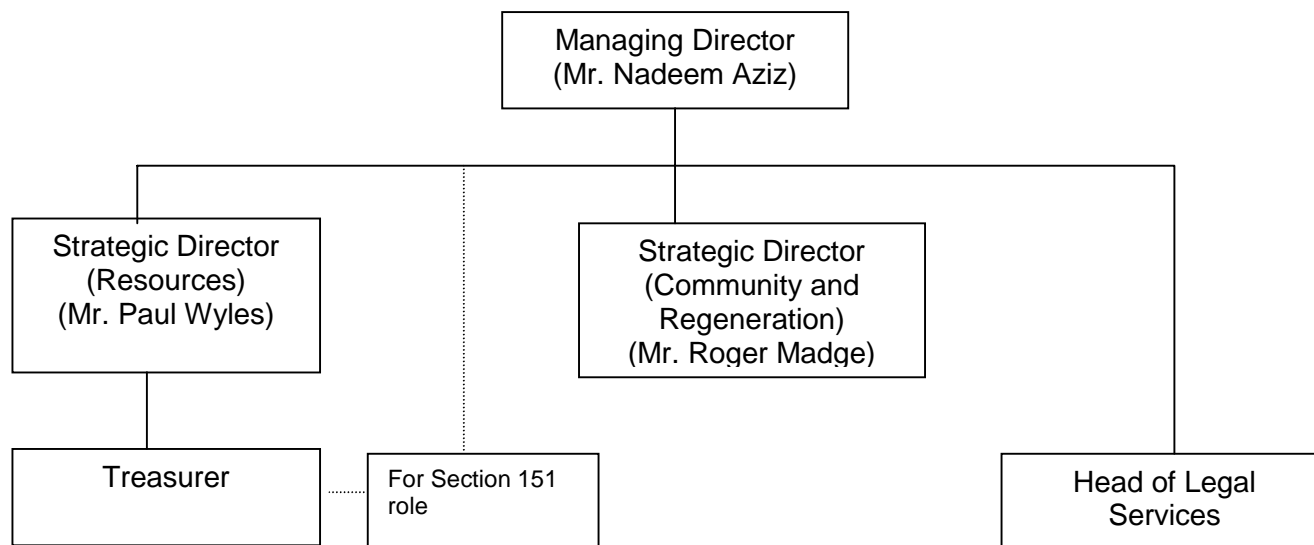 Managing Director
(Mr. Nadeem Aziz)
Strategic Director
(Resources)
(Mr. Paul Wyles)
Strategic Director
(Community and
Regeneration)
(Mr. Roger Madge)
Treasurer
For Section 151
role
Head of Legal
Services